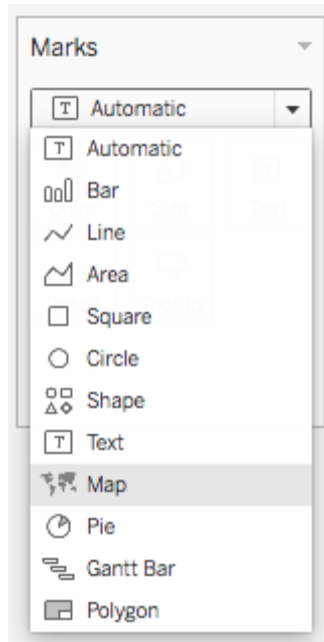 Marks
T Automatic
T Automatic
Bar
Line
Area
Square
Circle
Shape
T Text
Map
Pie
Gantt Bar
Polygon